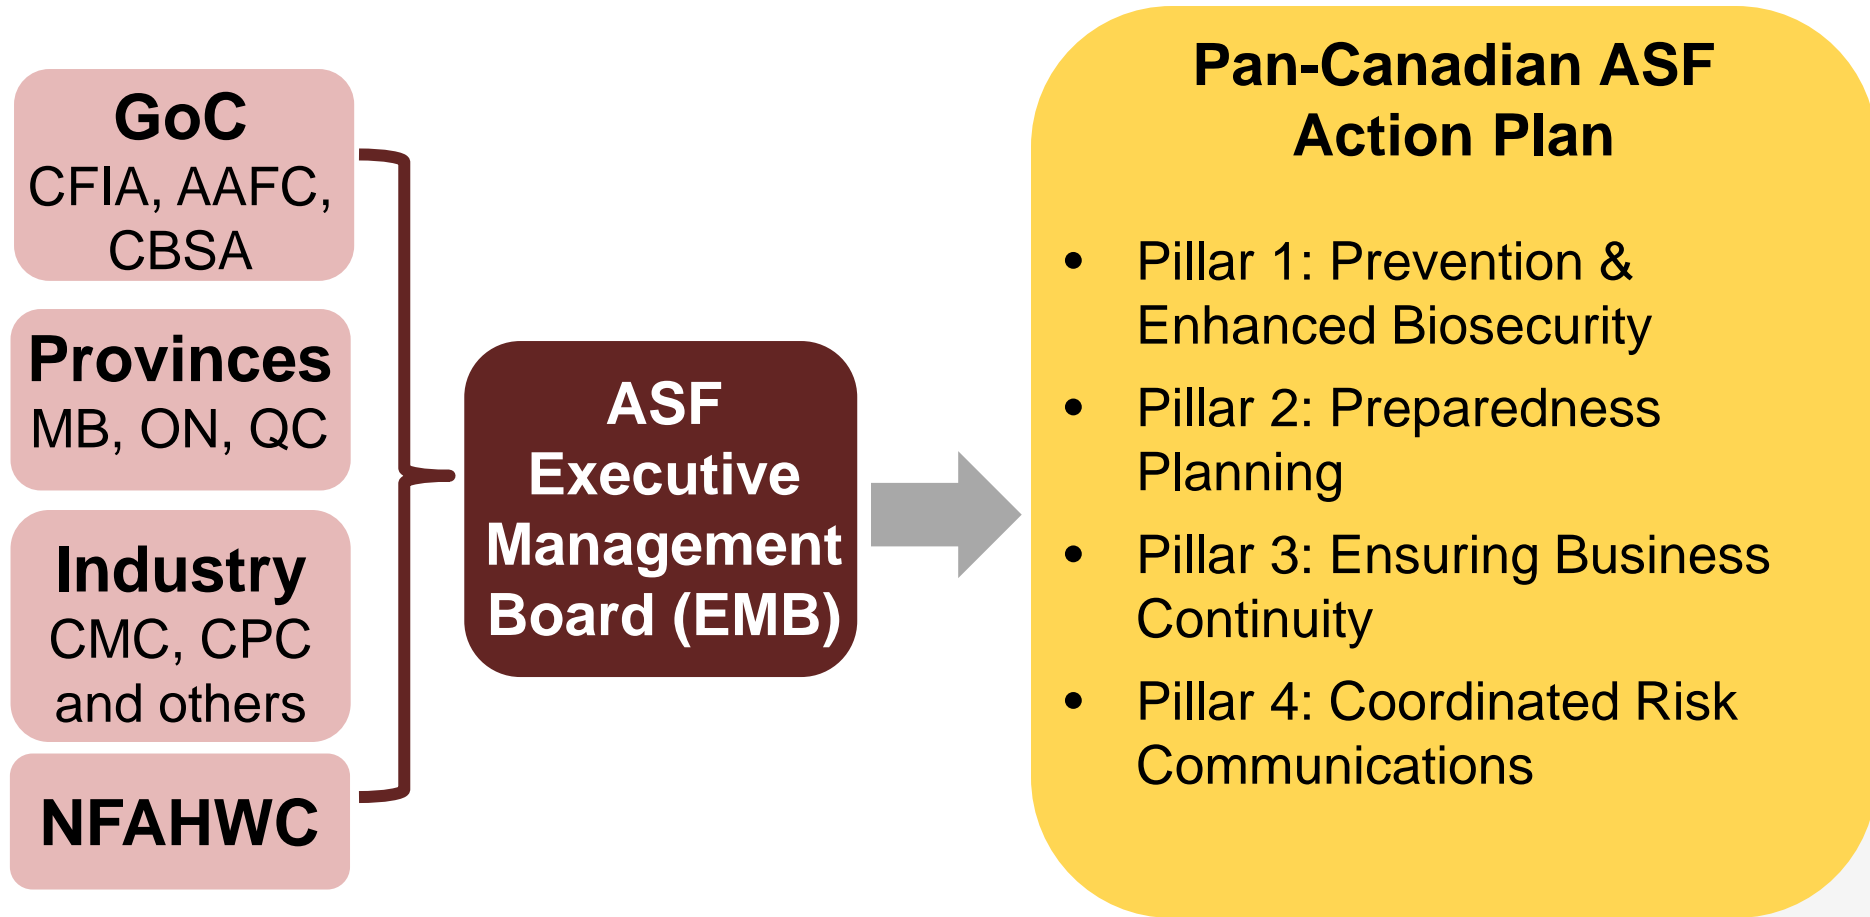 GoC
CFIA, AAFC,
CBSA
Provinces
MB, ON, QC
Industry
CMC, CPC
and others
NFAHWC
ASF
Executive
Management
Board (EMB)
Pan-Canadian ASF
Action Plan
• Pillar 1: Prevention &
Enhanced Biosecurity
• Pillar 2: Preparedness
Planning
• Pillar 3: Ensuring Business
Continuity
• Pillar 4: Coordinated Risk
Communications